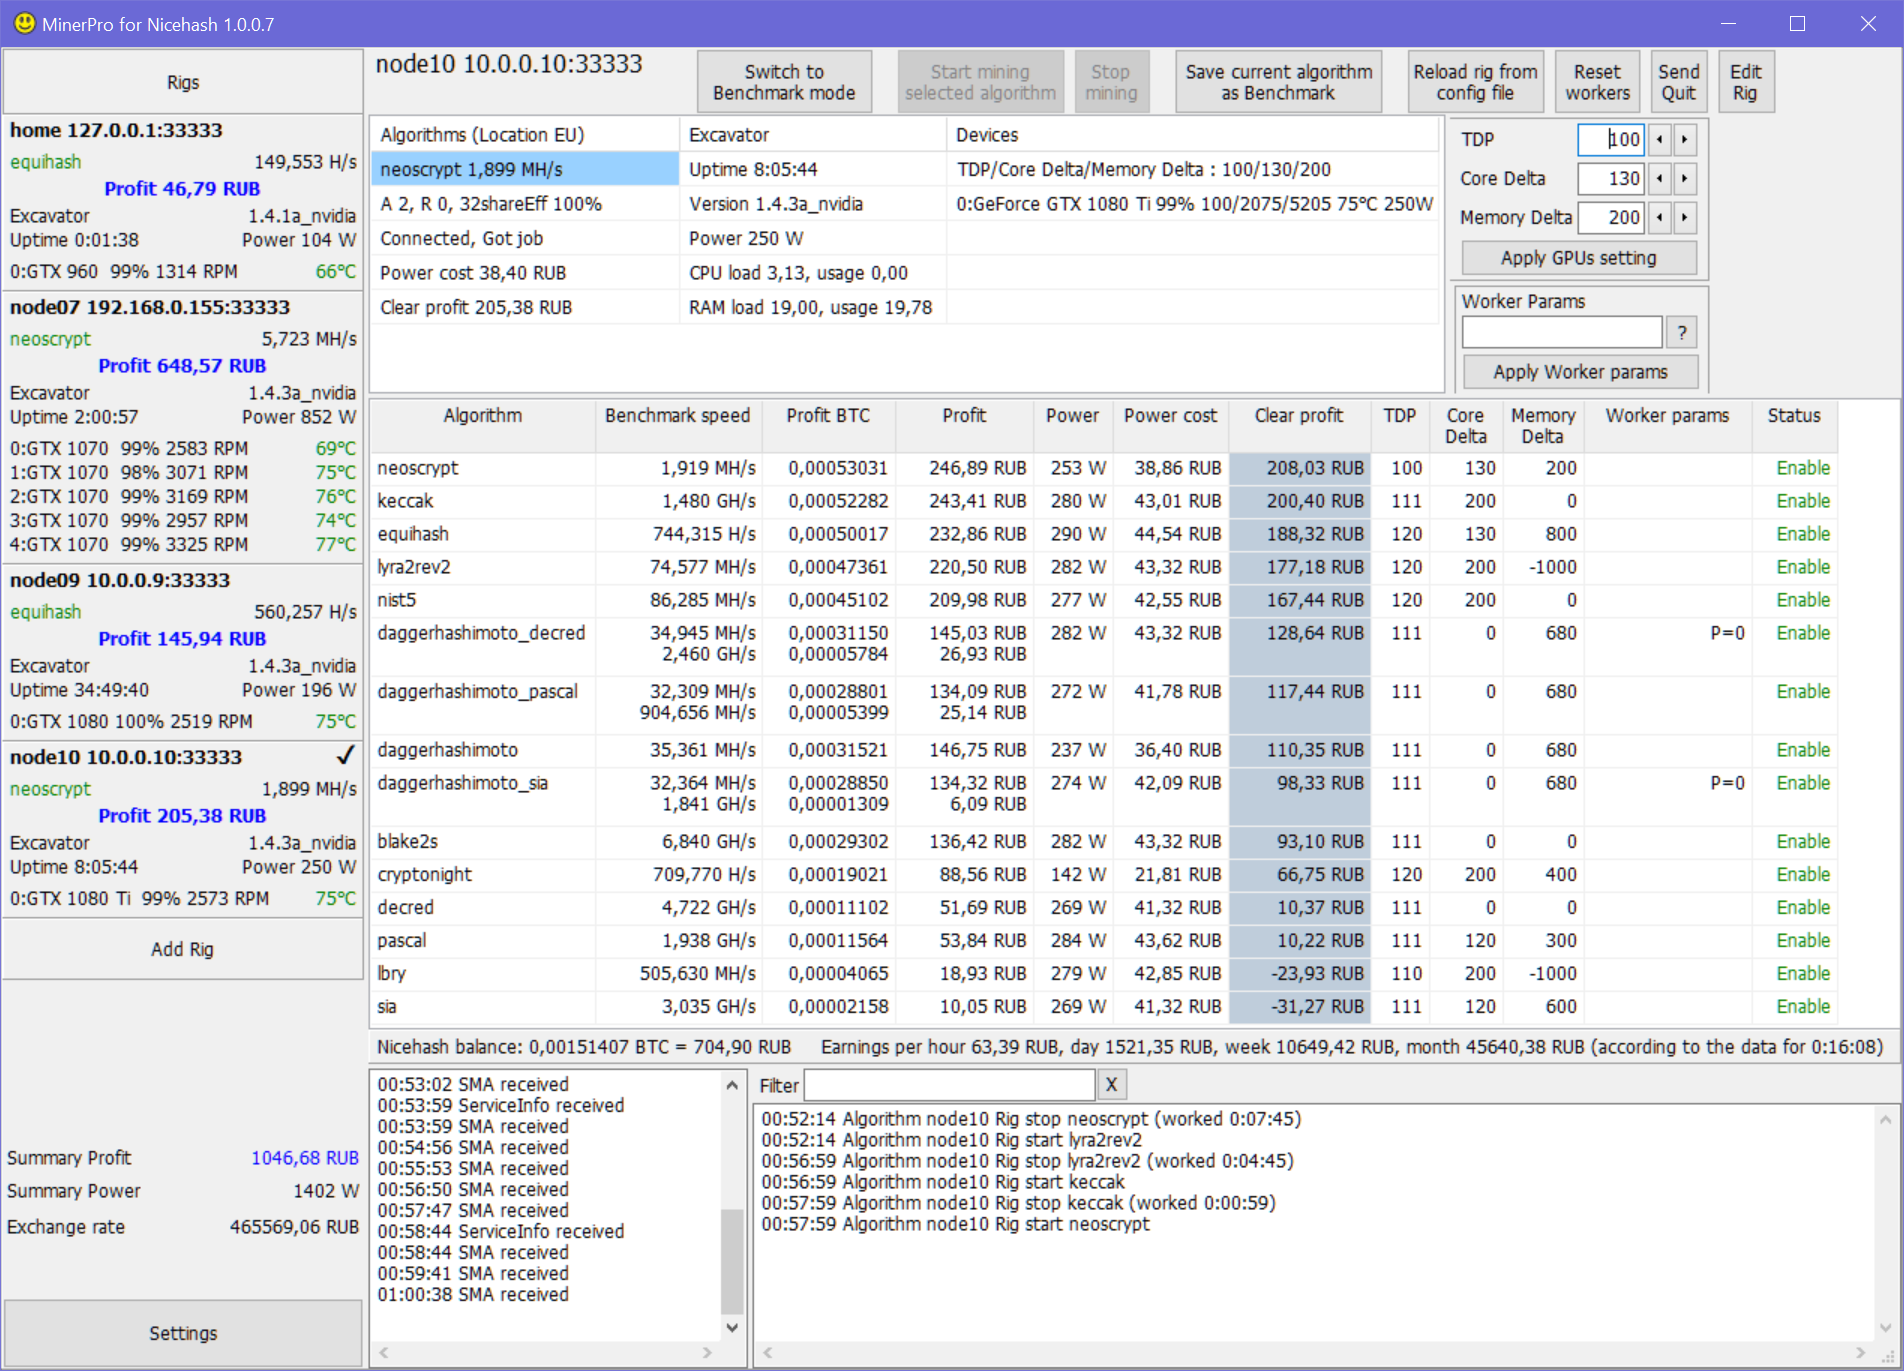 MinerPro for Nicehash 1.0.0.7
Rigs
home 127.0.0.1:33333
equihash 149,553 H/s
Profit 46,79 RUB
Excavator 1.4.1a_nvidia
Uptime 0:01:38 Power 104 W
0:GTX 960 99% 1314 RPM 66°C
node07 192.168.0.155:33333
neoscrypt 5,723 MH/s
Profit 648,57 RUB
Excavator 1.4.3a_nvidia
Uptime 2:00:57 Power 852 W
0:GTX 1070 99% 2583 RPM 69°C
1:GTX 1070 98% 3071 RPM 75°C
2:GTX 1070 99% 3169 RPM 76°C
3:GTX 1070 99% 2957 RPM 74°C
4:GTX 1070 99% 3325 RPM 77°C
node09 10.0.0.9:33333
equihash 560,257 H/s
Profit 145,94 RUB
Excavator 1.4.3a_nvidia
Uptime 34:49:40 Power 196 W
0:GTX 1080 100% 2519 RPM 75°C
node10 10.0.0.10:33333 ✓
neoscrypt 1,899 MH/s
Profit 205,38 RUB
Excavator 1.4.3a_nvidia
Uptime 8:05:44 Power 250 W
0:GTX 1080 Ti 99% 2573 RPM 75°C
Add Rig
Summary Profit 1046,68 RUB
Summary Power 1402 W
Exchange rate 465569,06 RUB
Settings
node10 10.0.0.10:33333
Switch to
Benchmark mode
Start mining
selected algorithm
Stop
mining
Save current algorithm
as Benchmark
Reload rig from
config file
Reset
workers
Send
Quit
Edit
Rig
Algorithms (Location EU) Excavator Devices
neoscrypt 1,899 MH/s Uptime 8:05:44 TDP/Core Delta/Memory Delta : 100/130/200
A 2, R 0, 32shareEff 100% Version 1.4.3a_nvidia 0:GeForce GTX 1080 Ti 99% 100/2075/5205 75°C 250W
Connected, Got job Power 250 W
Power cost 38,40 RUB CPU load 3,13, usage 0,00
Clear profit 205,38 RUB RAM load 19,00, usage 19,78
TDP 100
Core Delta 130
Memory Delta 200
Apply GPUs setting
Worker Params
?
Apply Worker params
Algorithm Benchmark speed Profit BTC Profit Power Power cost Clear profit TDP Core Delta Memory Delta Worker params Status
neoscrypt 1,919 MH/s 0,00053031 246,89 RUB 253 W 38,86 RUB 208,03 RUB 100 130 200 Enable
keccak 1,480 GH/s 0,00052282 243,41 RUB 280 W 43,01 RUB 200,40 RUB 111 200 0 Enable
equihash 744,315 H/s 0,00050017 232,86 RUB 290 W 44,54 RUB 188,32 RUB 120 130 800 Enable
lyra2rev2 74,577 MH/s 0,00047361 220,50 RUB 282 W 43,32 RUB 177,18 RUB 120 200 -1000 Enable
nist5 86,285 MH/s 0,00045102 209,98 RUB 277 W 42,55 RUB 167,44 RUB 120 200 0 Enable
daggerhashimoto_decred 34,945 MH/s 0,00031150 145,03 RUB 282 W 43,32 RUB 128,64 RUB 111 0 680 P=0 Enable
2,460 GH/s 0,00005784 26,93 RUB
daggerhashimoto_pascal 32,309 MH/s 0,00028801 134,09 RUB 272 W 41,78 RUB 117,44 RUB 111 0 680 Enable
904,656 MH/s 0,00005399 25,14 RUB
daggerhashimoto 35,361 MH/s 0,00031521 146,75 RUB 237 W 36,40 RUB 110,35 RUB 111 0 680 Enable
daggerhashimoto_sia 32,364 MH/s 0,00028850 134,32 RUB 274 W 42,09 RUB 98,33 RUB 111 0 680 P=0 Enable
1,841 GH/s 0,00001309 6,09 RUB
blake2s 6,840 GH/s 0,00029302 136,42 RUB 282 W 43,32 RUB 93,10 RUB 111 0 0 Enable
cryptonight 709,770 H/s 0,00019021 88,56 RUB 142 W 21,81 RUB 66,75 RUB 120 200 400 Enable
decred 4,722 GH/s 0,00011102 51,69 RUB 269 W 41,32 RUB 10,37 RUB 111 0 0 Enable
pascal 1,938 GH/s 0,00011564 53,84 RUB 284 W 43,62 RUB 10,22 RUB 111 120 300 Enable
lbry 505,630 MH/s 0,00004065 18,93 RUB 279 W 42,85 RUB -23,93 RUB 110 200 -1000 Enable
sia 3,035 GH/s 0,00002158 10,05 RUB 269 W 41,32 RUB -31,27 RUB 111 120 600 Enable
Nicehash balance: 0,00151407 BTC = 704,90 RUB Earnings per hour 63,39 RUB, day 1521,35 RUB, week 10649,42 RUB, month 45640,38 RUB (according to the data for 0:16:08)
00:53:02 SMA received
00:53:59 ServiceInfo received
00:53:59 SMA received
00:54:56 SMA received
00:55:53 SMA received
00:56:50 SMA received
00:57:47 SMA received
00:58:44 ServiceInfo received
00:58:44 SMA received
00:59:41 SMA received
01:00:38 SMA received
Filter X
00:52:14 Algorithm node10 Rig stop neoscrypt (worked 0:07:45)
00:52:14 Algorithm node10 Rig start lyra2rev2
00:56:59 Algorithm node10 Rig stop lyra2rev2 (worked 0:04:45)
00:56:59 Algorithm node10 Rig start keccak
00:57:59 Algorithm node10 Rig stop keccak (worked 0:00:59)
00:57:59 Algorithm node10 Rig start neoscrypt